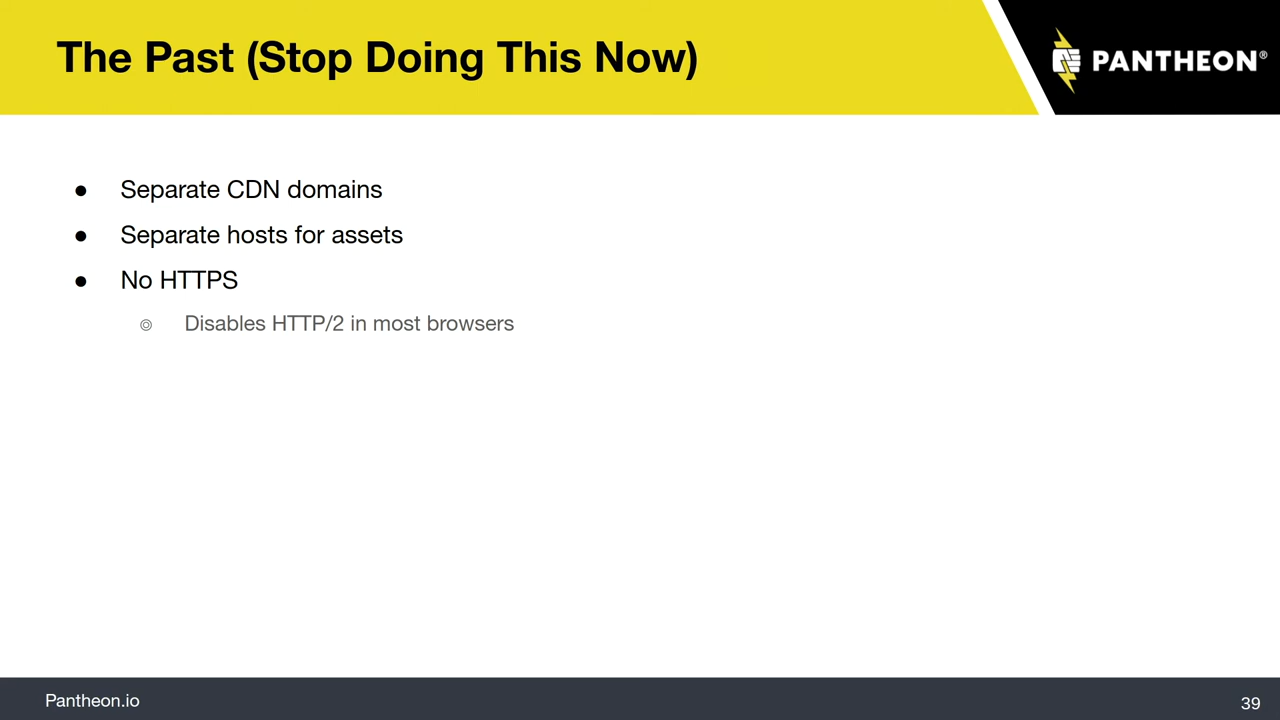 The Past (Stop Doing This Now)
PANTHEON®
● Separate CDN domains
● Separate hosts for assets
● No HTTPS
◎ Disables HTTP/2 in most browsers
Pantheon.io
39